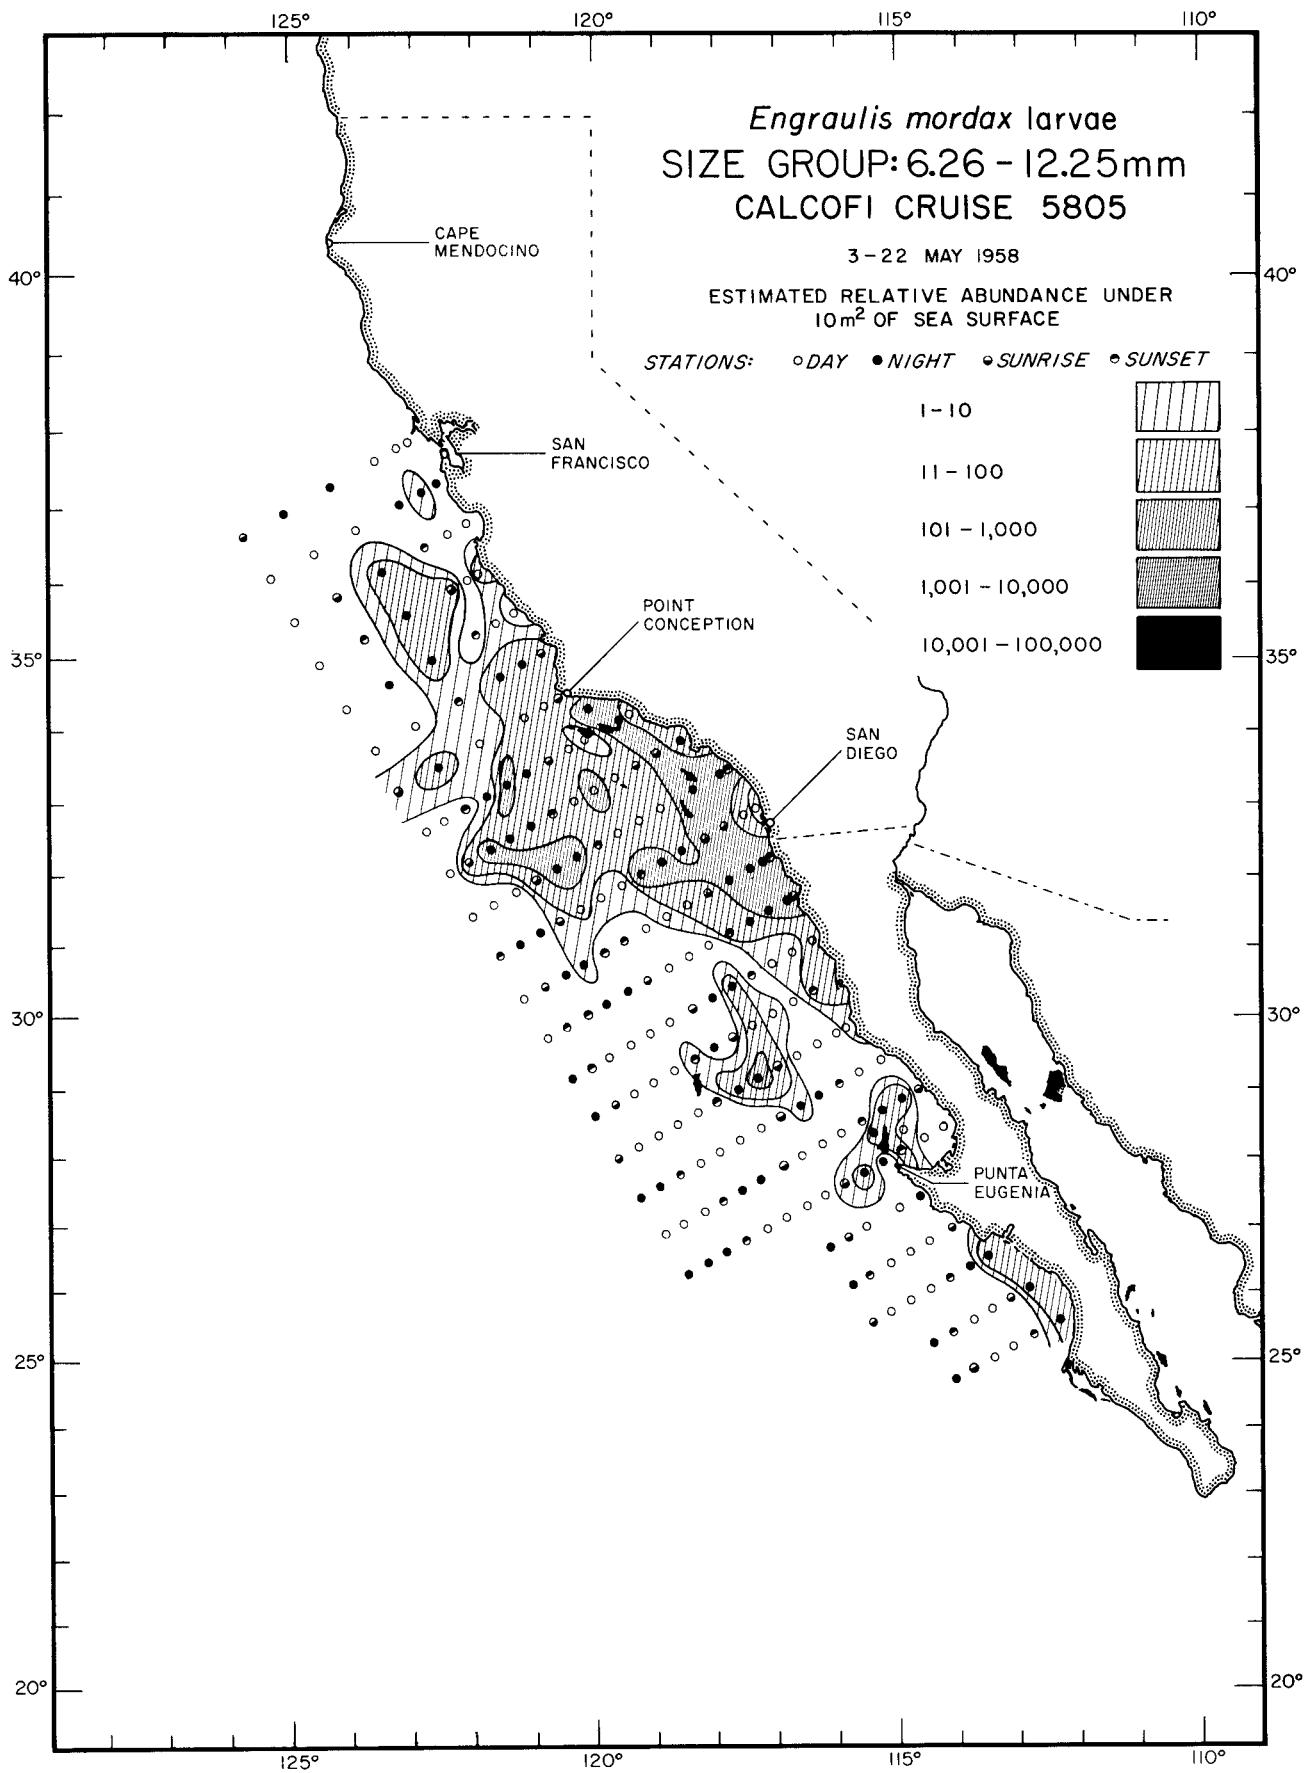 125° 120° 115° 110°
Engraulis mordax larvae
SIZE GROUP: 6.26 - 12.25mm
CALCOFI CRUISE 5805
3 - 22 MAY 1958
ESTIMATED RELATIVE ABUNDANCE UNDER
10m² OF SEA SURFACE
STATIONS: DAY NIGHT SUNRISE SUNSET
1 - 10
11 - 100
101 - 1,000
1,001 - 10,000
10,001 - 100,000
CAPE
MENDOCINO
40° 40°
SAN
FRANCISCO
POINT
CONCEPTION
35° 35°
SAN
DIEGO
30° 30°
PUNTA
EUGENIA
25° 25°
20° 20°
125° 120° 115° 110°